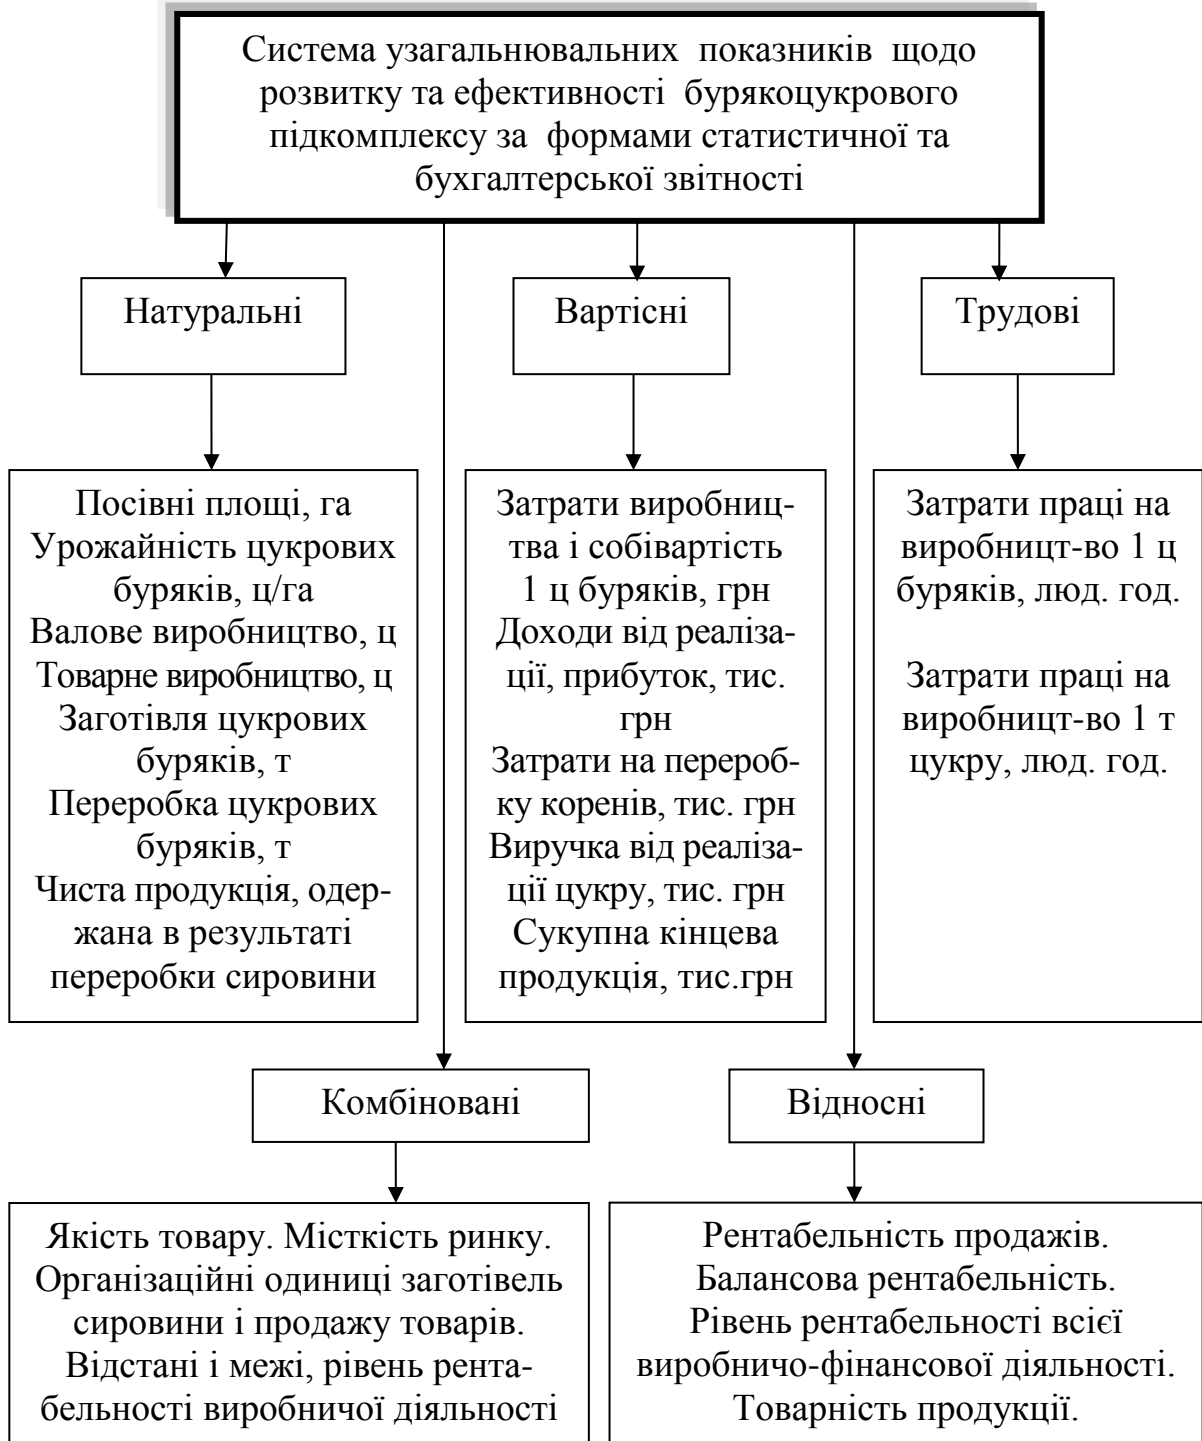 Система узагальнювальних показників щодо
розвитку та ефективності бурякоцукрового
підкомплексу за формами статистичної та
бухгалтерської звітності
Натуральні
Вартісні
Трудові
Посівні площі, га
Урожайність цукрових
буряків, ц/га
Валове виробництво, ц
Товарне виробництво, ц
Заготівля цукрових
буряків, т
Переробка цукрових
буряків, т
Чиста продукція, одер-
жана в результаті
переробки сировини
Затрати виробниц-
тва і собівартість
1 ц буряків, грн
Доходи від реаліза-
ції, прибуток, тис.
грн
Затрати на перероб-
ку коренів, тис. грн
Виручка від реаліза-
ції цукру, тис. грн
Сукупна кінцева
продукція, тис.грн
Затрати праці на
виробницт-во 1 ц
буряків, люд. год.
Затрати праці на
виробницт-во 1 т
цукру, люд. год.
Комбіновані
Відносні
Якість товару. Місткість ринку.
Організаційні одиниці заготівель
сировини і продажу товарів.
Відстані і межі, рівень рента-
бельності виробничої діяльності
Рентабельність продажів.
Балансова рентабельність.
Рівень рентабельності всієї
виробничо-фінансової діяльності.
Товарність продукції.